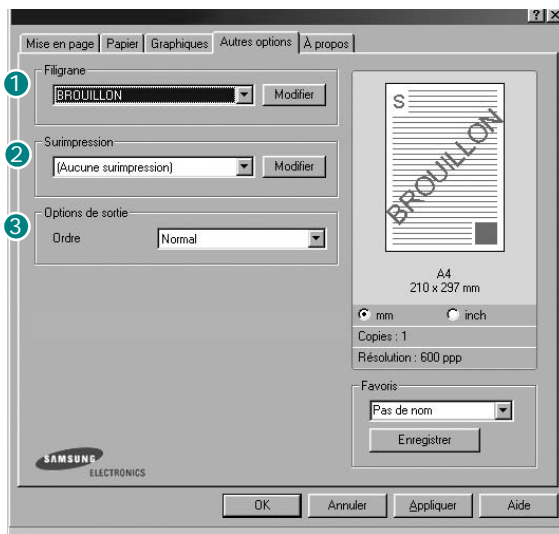 ? x
Mise en page Papier Graphiques Autres options À propos
1
Filigrane
BROUILLON Modifier
2
Surimpression
(Aucune surimpression) Modifier
3
Options de sortie
Ordre Normal
S
BROUILLON
A4
210 x 297 mm
mm inch
Copies : 1
Résolution : 600 ppp
Favoris
Pas de nom
Enregistrer
SAMSUNG
ELECTRONICS
OK Annuler Appliquer Aide